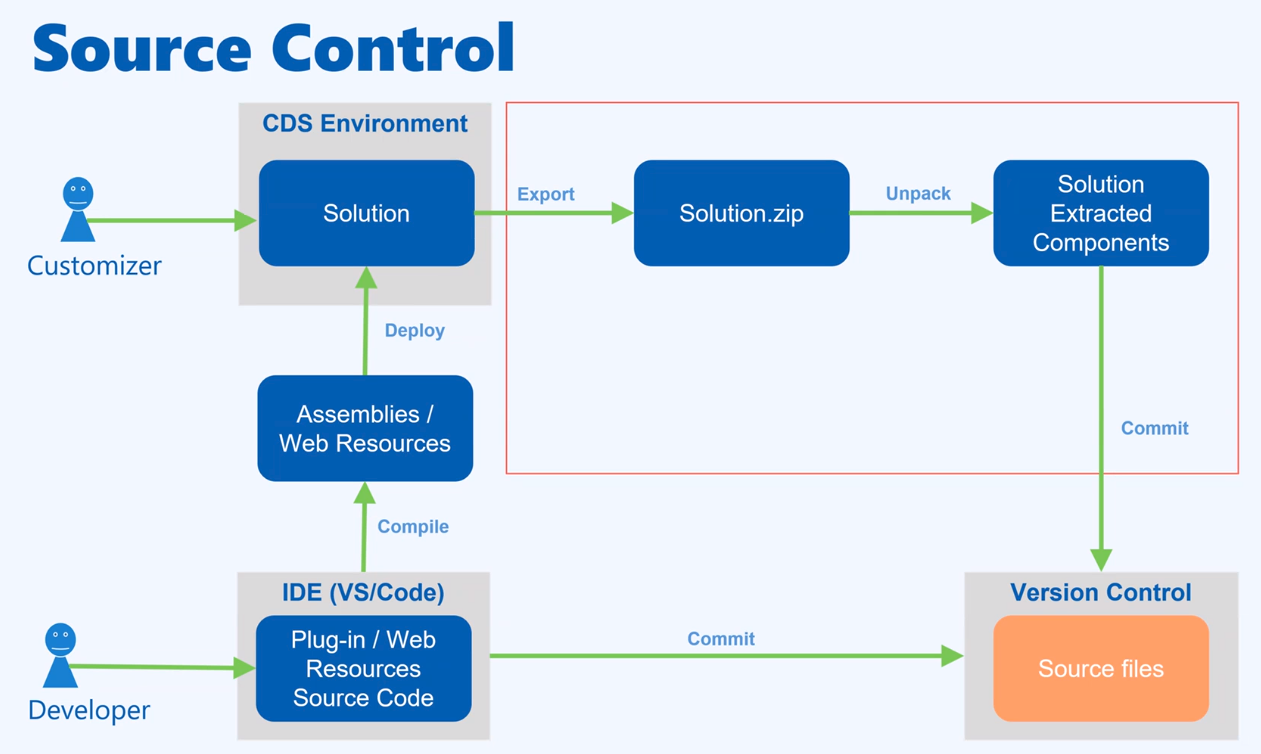 Source Control
CDS Environment
Customizer
Solution
Export
Solution.zip
Unpack
Solution
Extracted
Components
Deploy
Assemblies /
Web Resources
Commit
Compile
IDE (VS/Code)
Version Control
Developer
Plug-in / Web
Resources
Source Code
Commit
Source files